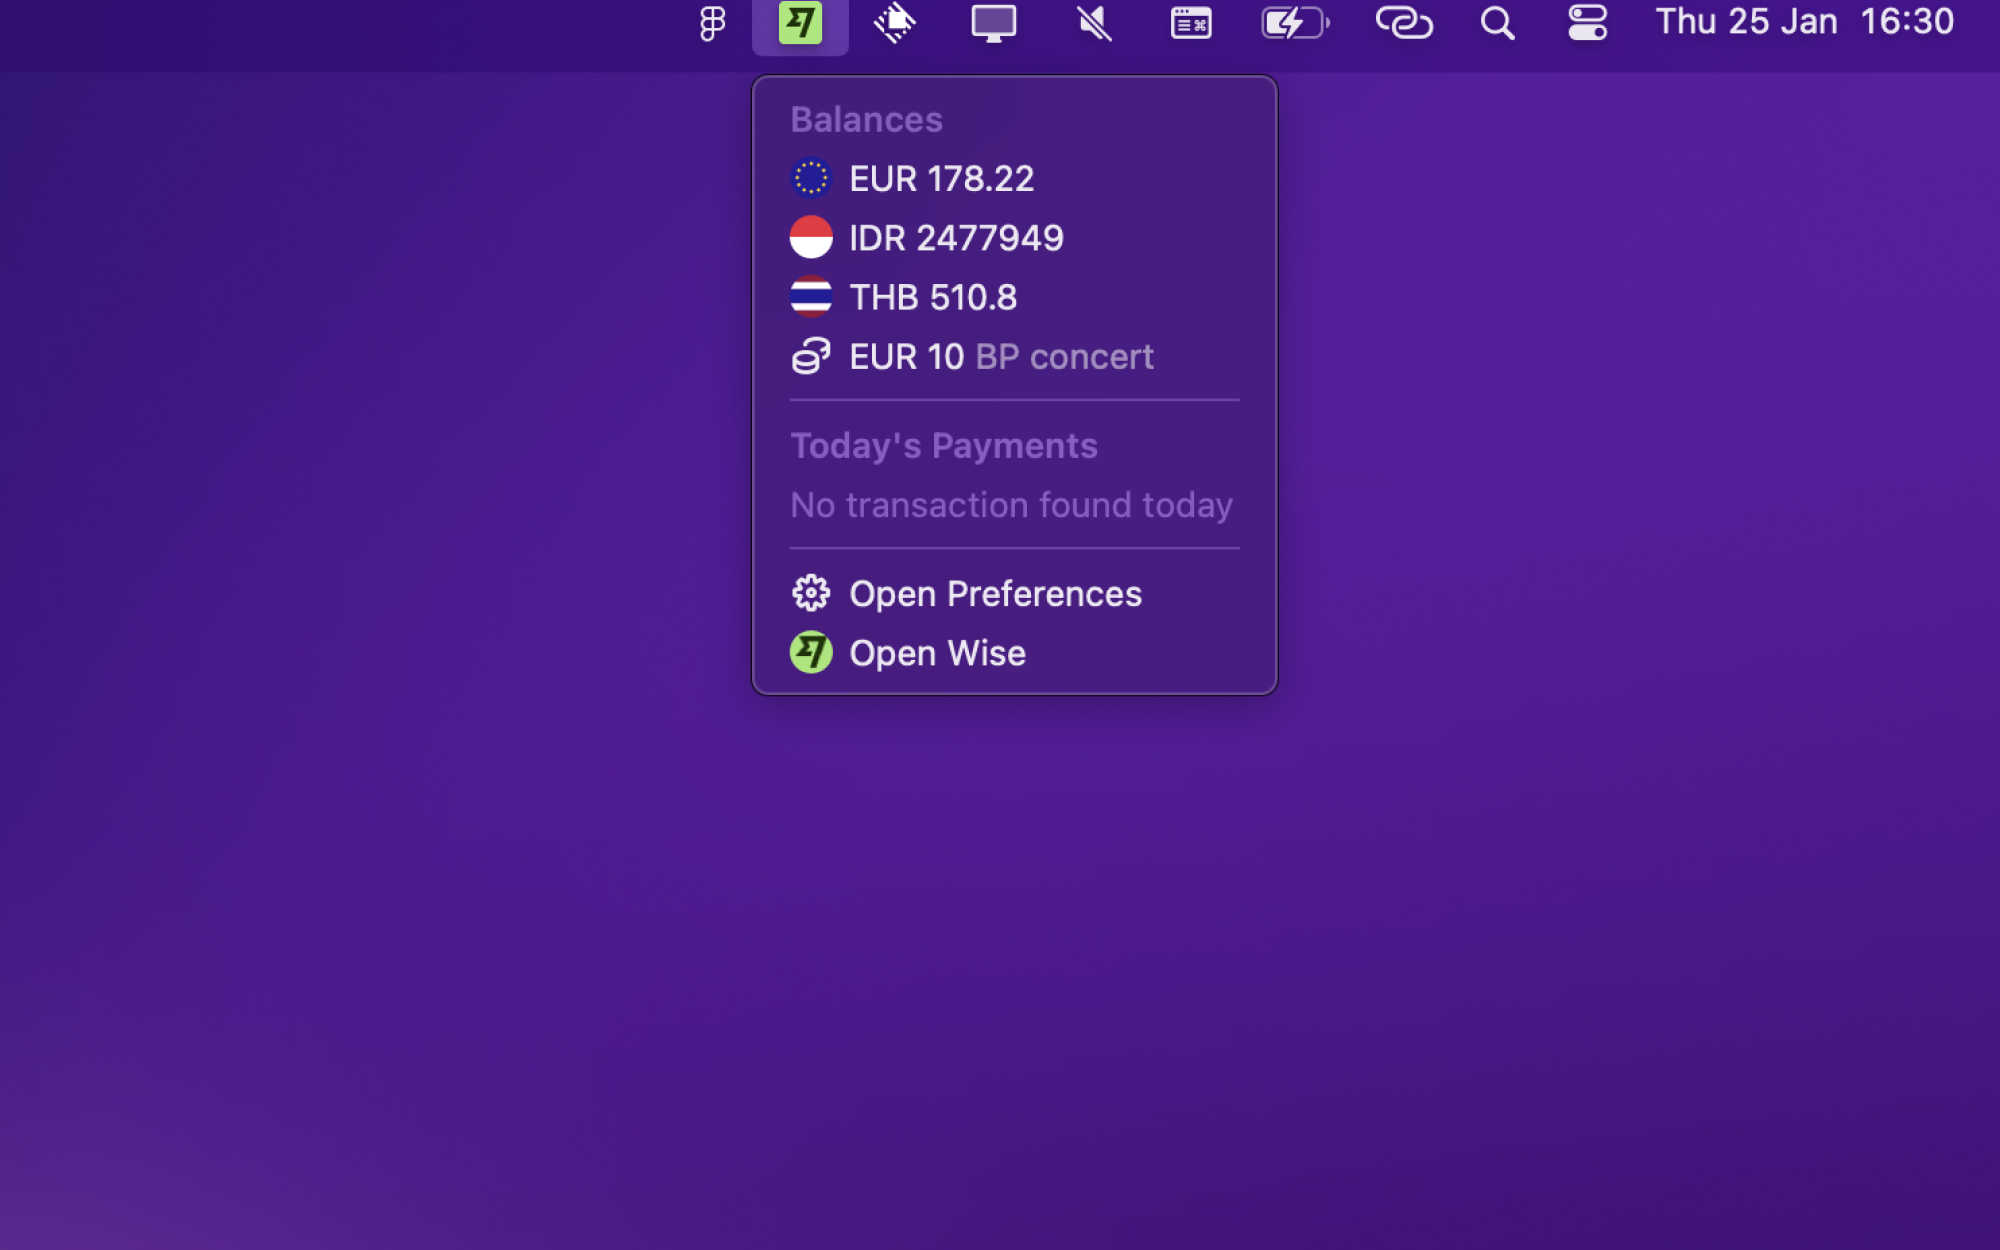 Thu 25 Jan 16:30
Balances
EUR 178.22
IDR 2477949
THB 510.8
EUR 10 BP concert
Today's Payments
No transaction found today
Open Preferences
Open Wise